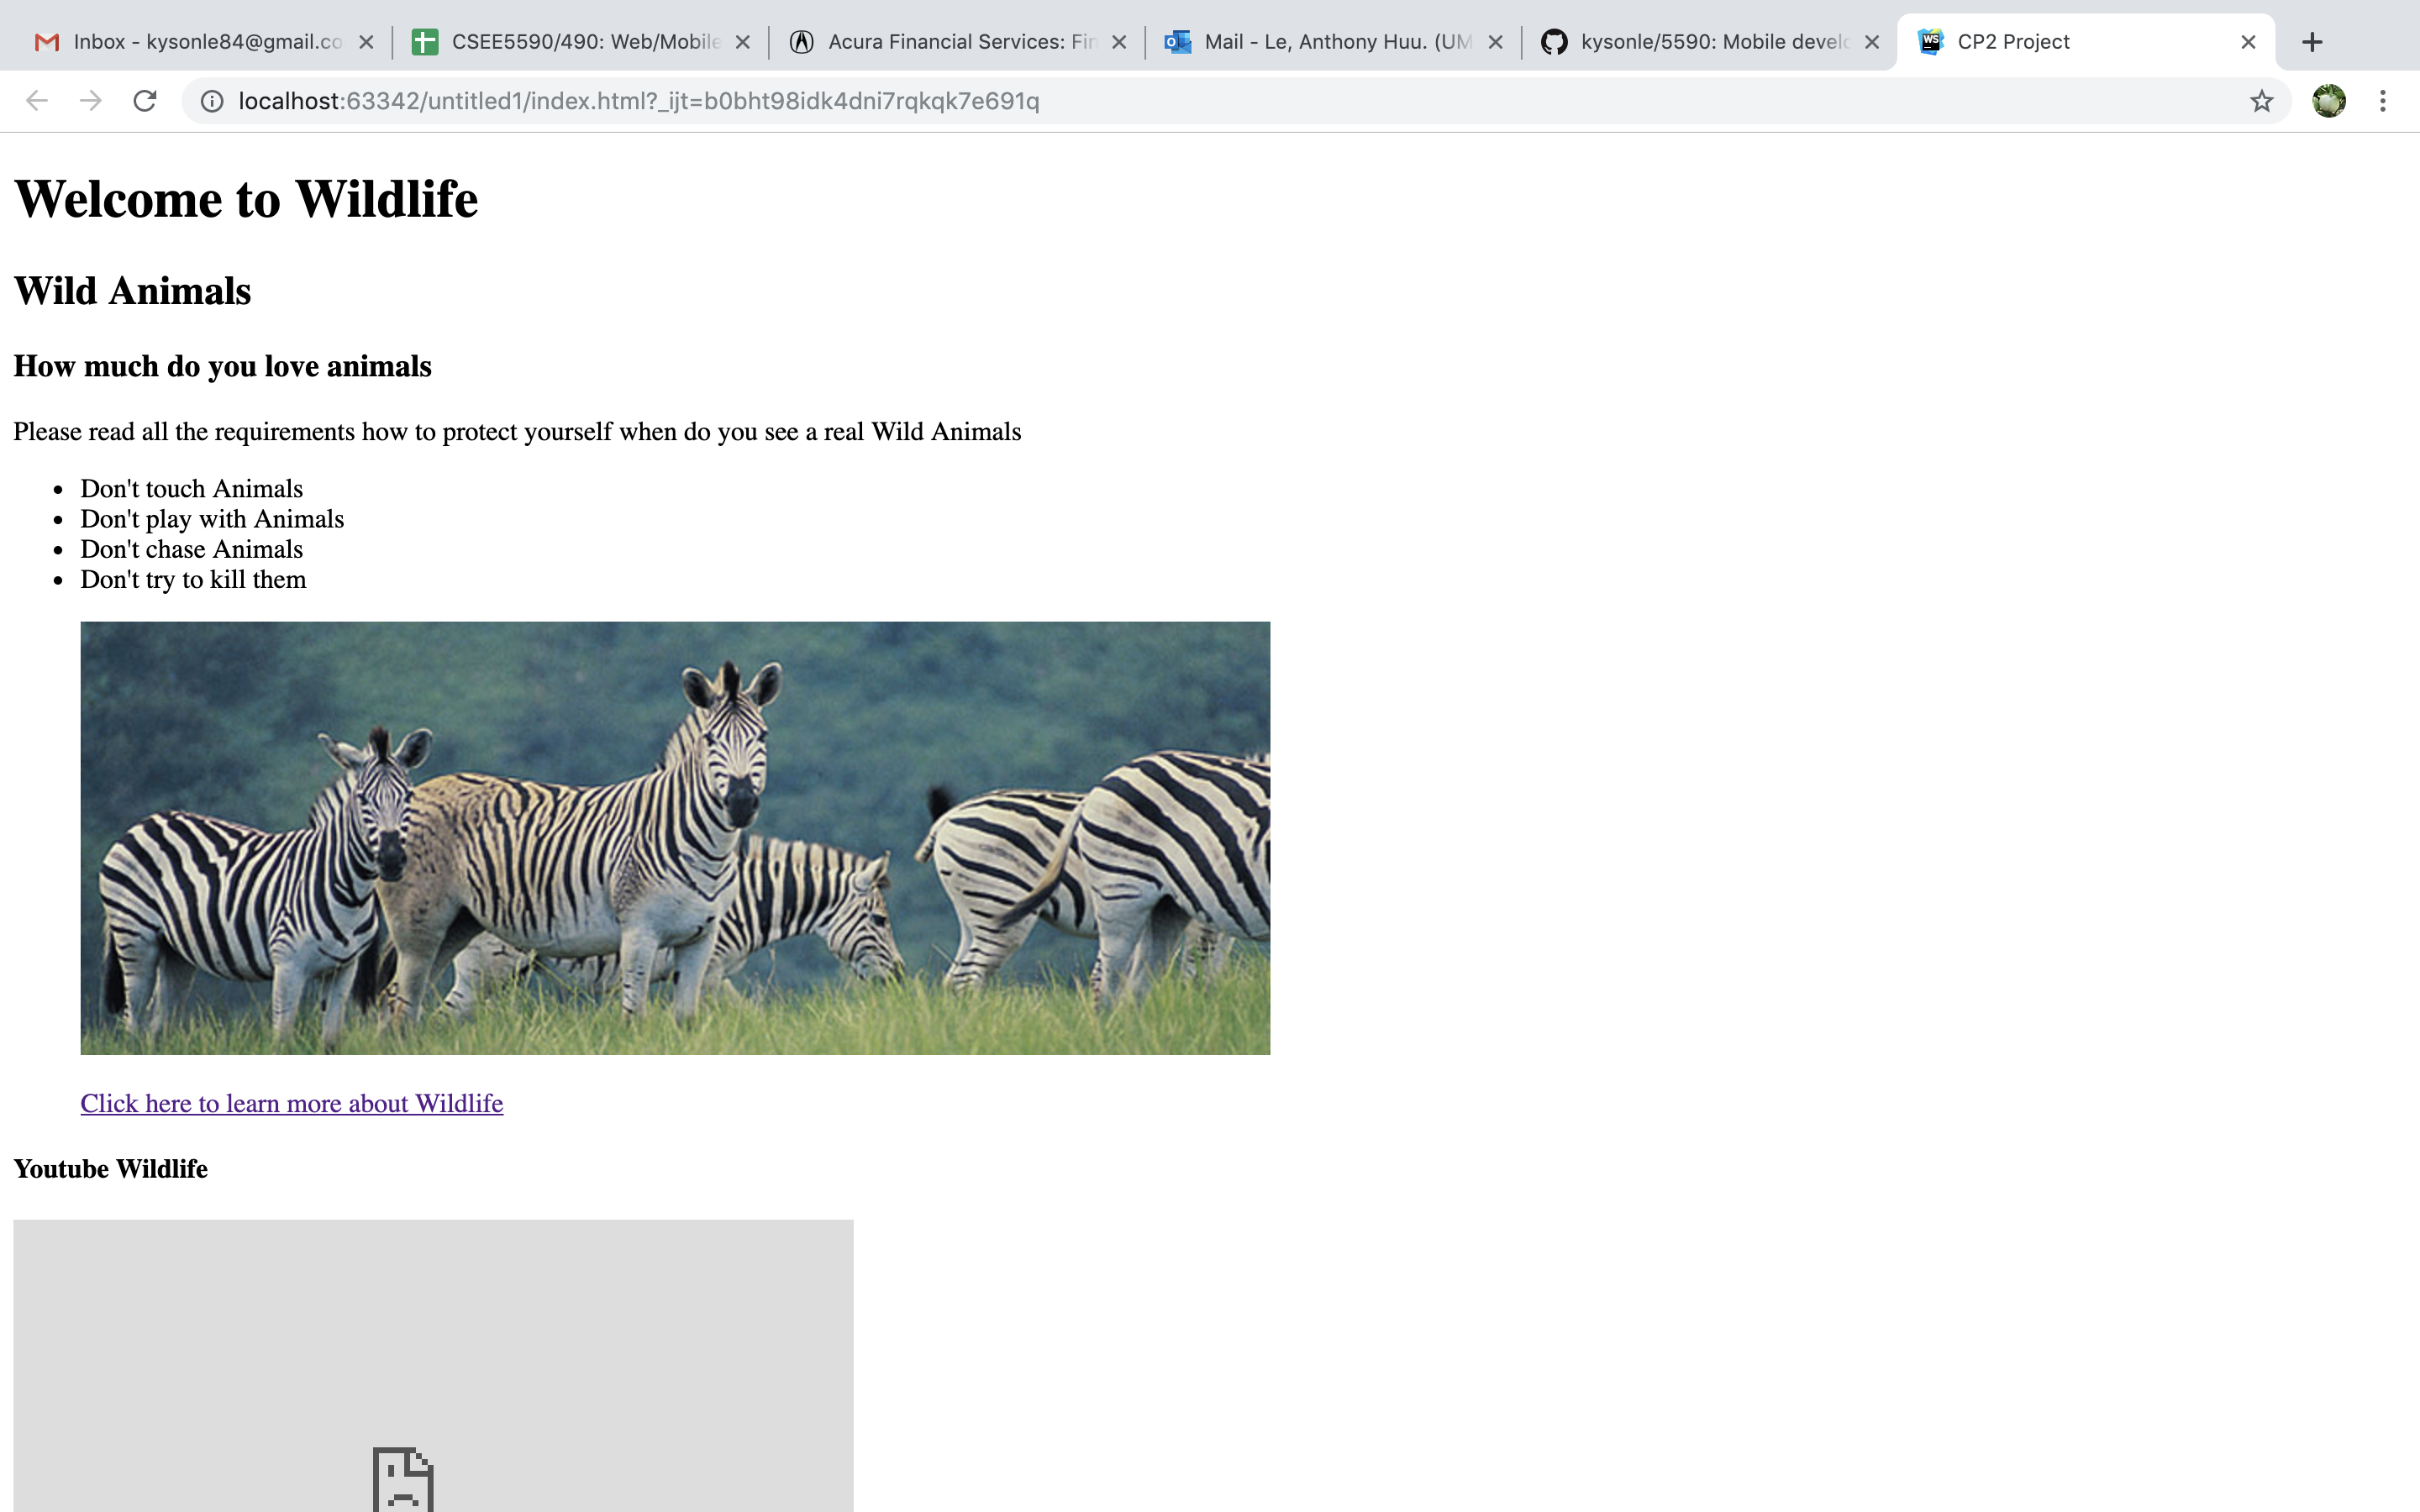 Inbox - kysonle84@gmail.co
CSEE5590/490: Web/Mobile
Acura Financial Services: Fin
Mail - Le, Anthony Huu. (UM
kysonle/5590: Mobile develo
WS CP2 Project
localhost:63342/untitled1/index.html?_ijt=b0bht98idk4dni7rqkqk7e691q
Welcome to Wildlife
Wild Animals
How much do you love animals
Please read all the requirements how to protect yourself when do you see a real Wild Animals
• Don't touch Animals
• Don't play with Animals
• Don't chase Animals
• Don't try to kill them
Click here to learn more about Wildlife
Youtube Wildlife